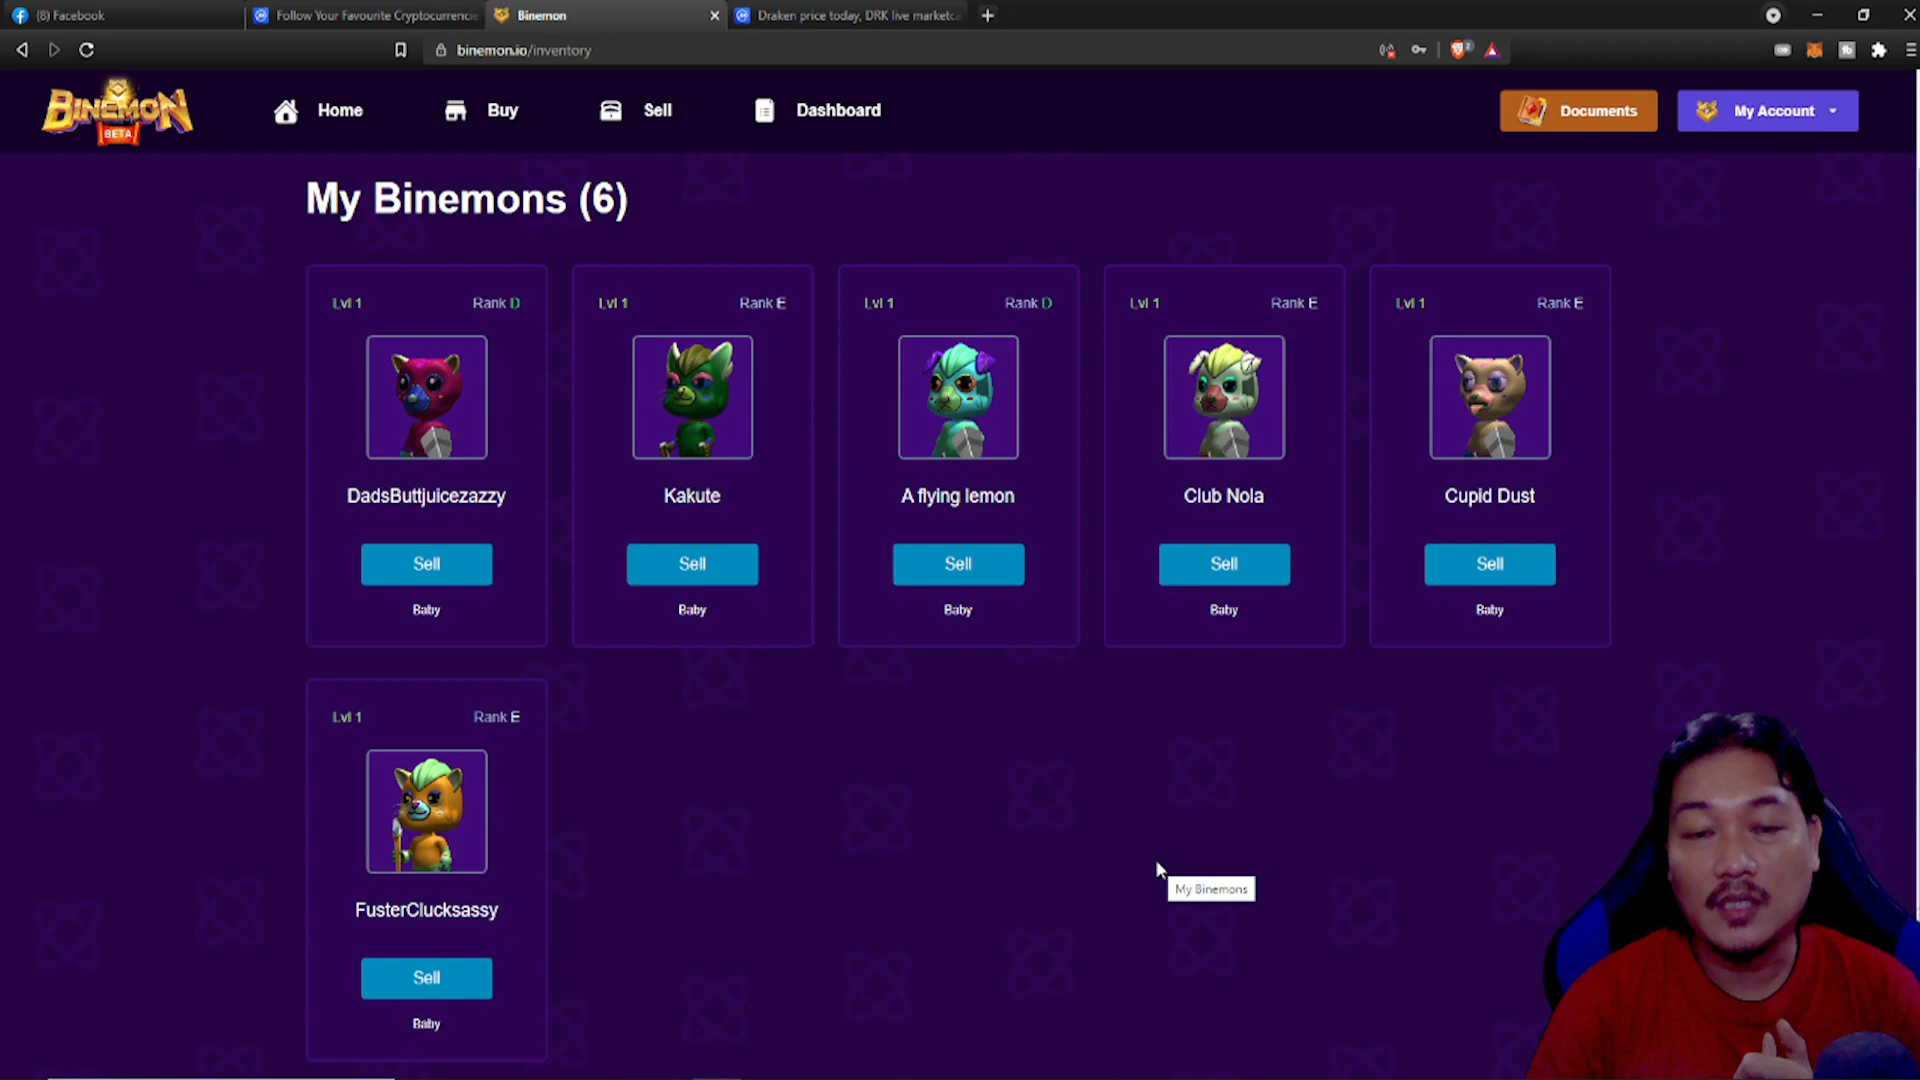 (8) Facebook
Follow Your Favourite Cryptocurrencie
Binemon
Draken price today, DRK live marketca
binemon.io/inventory
BINEMON
BETA
Home
Buy
Sell
Dashboard
Documents
My Account
My Binemons (6)
Lvl 1 Rank D
Lvl 1 Rank E
Lvl 1 Rank D
Lvl 1 Rank E
Lvl 1 Rank E
DadsButtjuicezazzy
Kakute
A flying lemon
Club Nola
Cupid Dust
Sell
Sell
Sell
Sell
Sell
Baby
Baby
Baby
Baby
Baby
Lvl 1 Rank E
FusterClucksassy
Sell
Baby
My Binemons